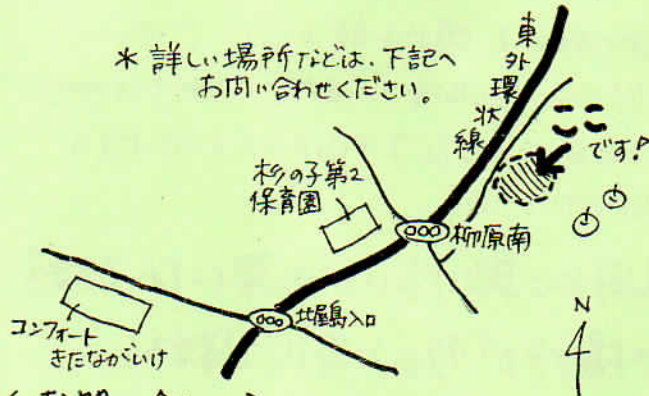 * 詳しい場所などは、下記へ
お問い合わせください。
東外環状線
ここ
です!
杉の子第2
保育園
柳原南
北屋島入口
コンフォート
きたながいけ
N